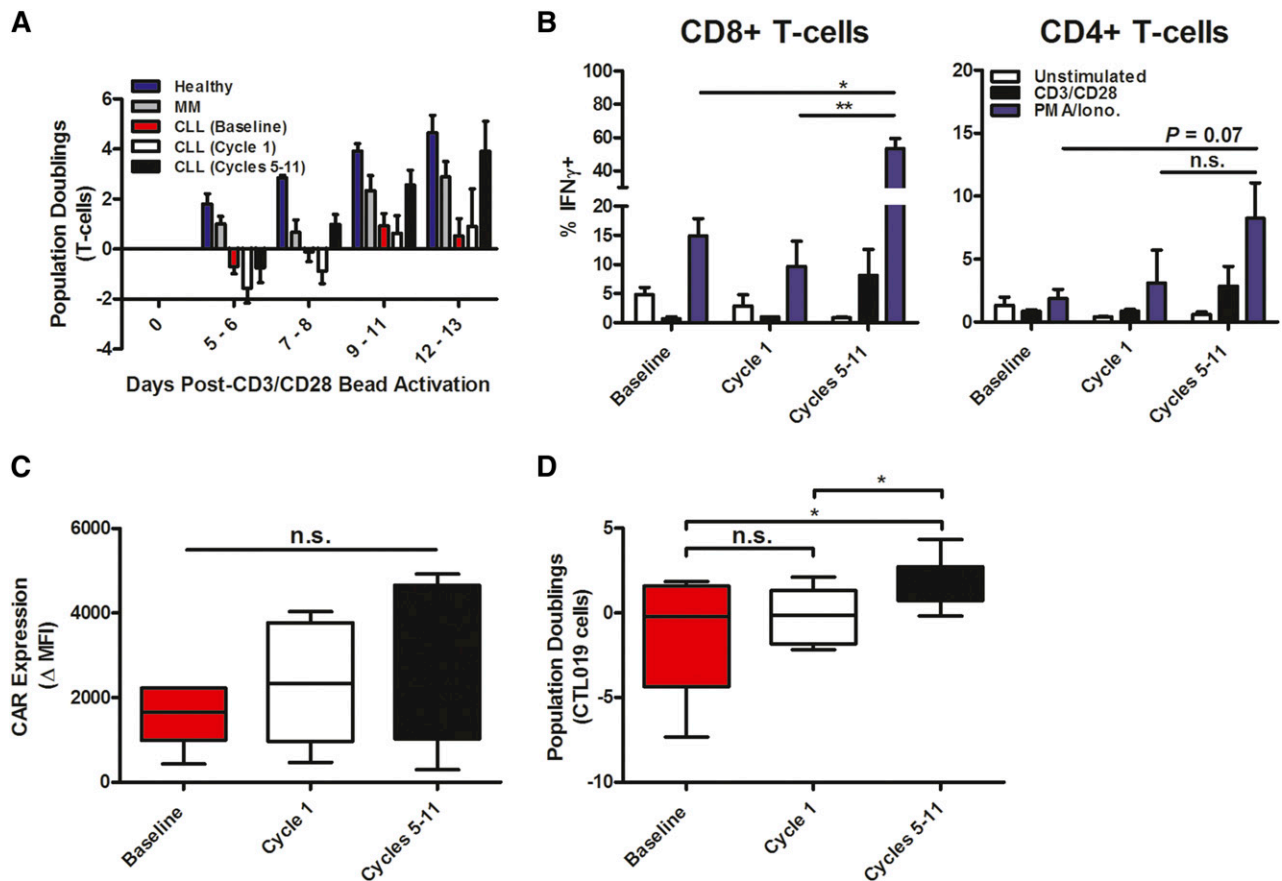 A
Healthy
MM
CLL (Baseline)
CLL (Cycle 1)
CLL (Cycles 5-11)
Population Doublings
(T-cells)
6
4
2
0
-2
-4
0
5 - 6
7 - 8
9 - 11
12 - 13
Days Post-CD3/CD28 Bead Activation
B
CD8+ T-cells
% IFNγ+
100
80
60
40
20
15
10
5
0
*
**
Baseline
Cycle 1
Cycles 5-11
CD4+ T-cells
Unstimulated
CD3/CD28
PMA/Iono.
20
15
10
5
0
P = 0.07
n.s.
Baseline
Cycle 1
Cycles 5-11
C
CAR Expression
(Δ MFI)
6000
4000
2000
0
n.s.
Baseline
Cycle 1
Cycles 5-11
D
Population Doublings
(CTL019 cells)
5
0
-5
-10
*
*
n.s.
Baseline
Cycle 1
Cycles 5-11